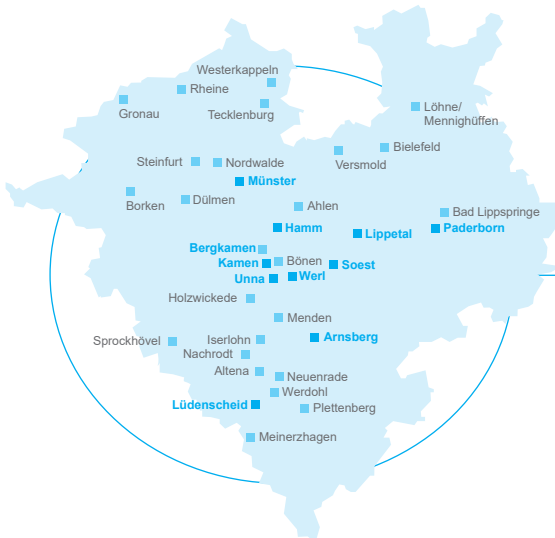 Westerkappeln
Rheine
Gronau
Tecklenburg
Löhne/
Mennighüffen
Bielefeld
Versmold
Steinfurt
Nordwalde
Münster
Borken
Dülmen
Ahlen
Bad Lippspringe
Paderborn
Hamm
Lippetal
Bergkamen
Kamen
Bönen
Soest
Unna
Werl
Holzwickede
Menden
Sprockhövel
Iserlohn
Arnsberg
Nachrodt
Altena
Neuenrade
Werdohl
Lüdenscheid
Plettenberg
Meinerzhagen